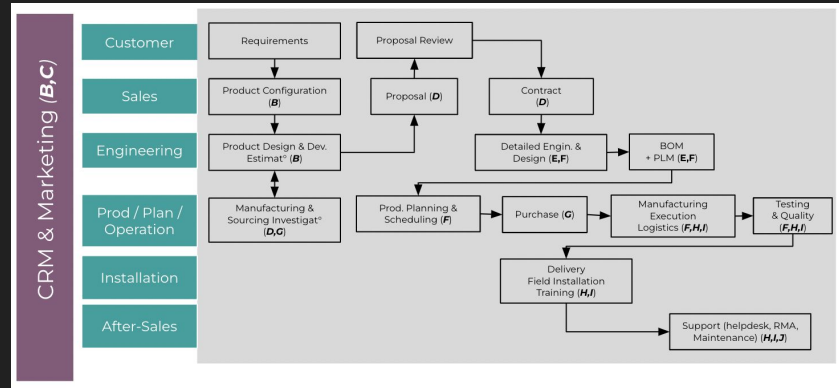 CRM & Marketing (B,C)
Customer
Requirements
Proposal Review
Sales
Product Configuration
(B)
Proposal (D)
Contract
(D)
Engineering
Product Design & Dev.
Estimat° (B)
Detailed Engin. &
Design (E,F)
BOM
+ PLM (E,F)
Prod / Plan /
Operation
Manufacturing &
Sourcing Investigat°
(D,G)
Prod. Planning &
Scheduling (F)
Purchase (G)
Manufacturing
Execution
Logistics (F,H,I)
Testing
& Quality
(F,H,I)
Installation
Delivery
Field Installation
Training (H,I)
After-Sales
Support (helpdesk, RMA,
Maintenance) (H,I,J)